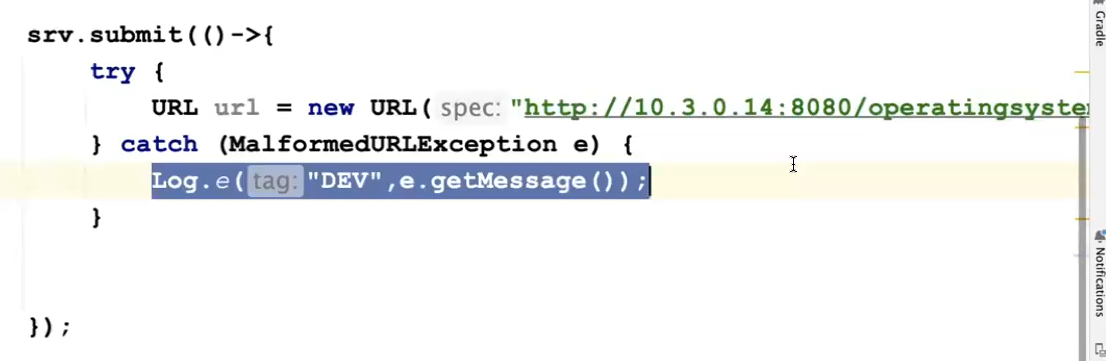 srv.submit(()->{
try {
URL url = new URL( spec: "http://10.3.0.14:8080/operatingsyste
} catch (MalformedURLException e) {
Log.e( tag: "DEV",e.getMessage());
}
});
Gradle
Notifications